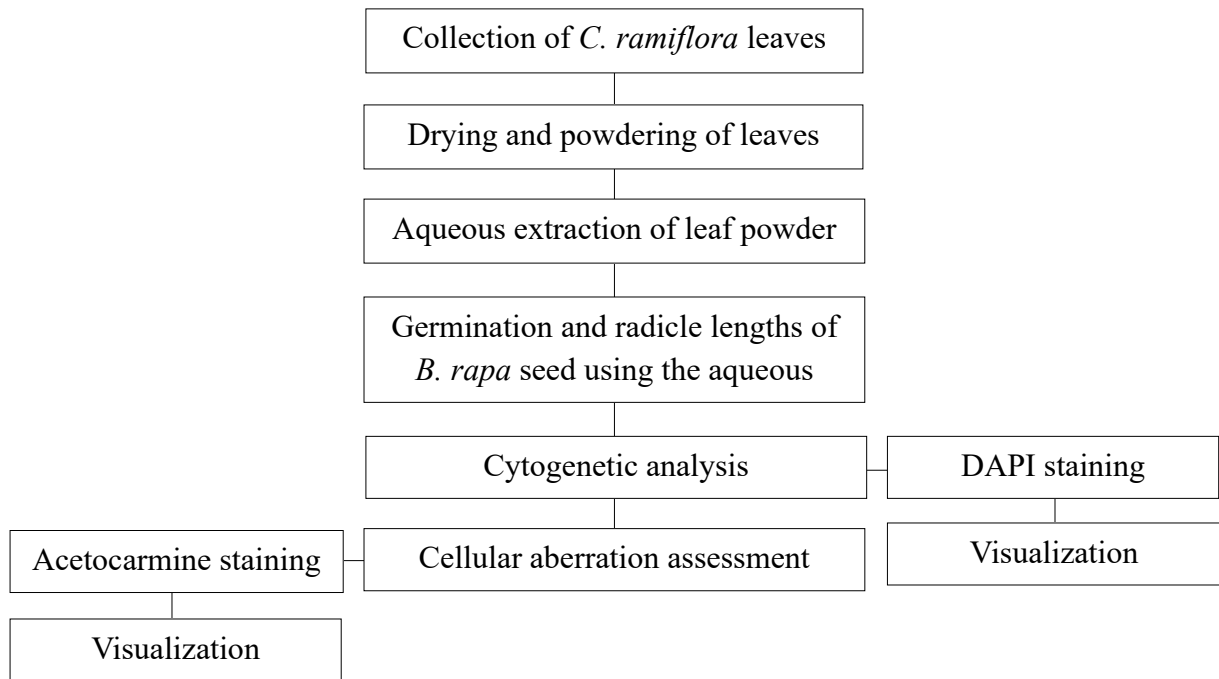 Collection of C. ramiflora leaves
Drying and powdering of leaves
Aqueous extraction of leaf powder
Germination and radicle lengths of
B. rapa seed using the aqueous
Cytogenetic analysis
DAPI staining
Visualization
Cellular aberration assessment
Acetocarmine staining
Visualization